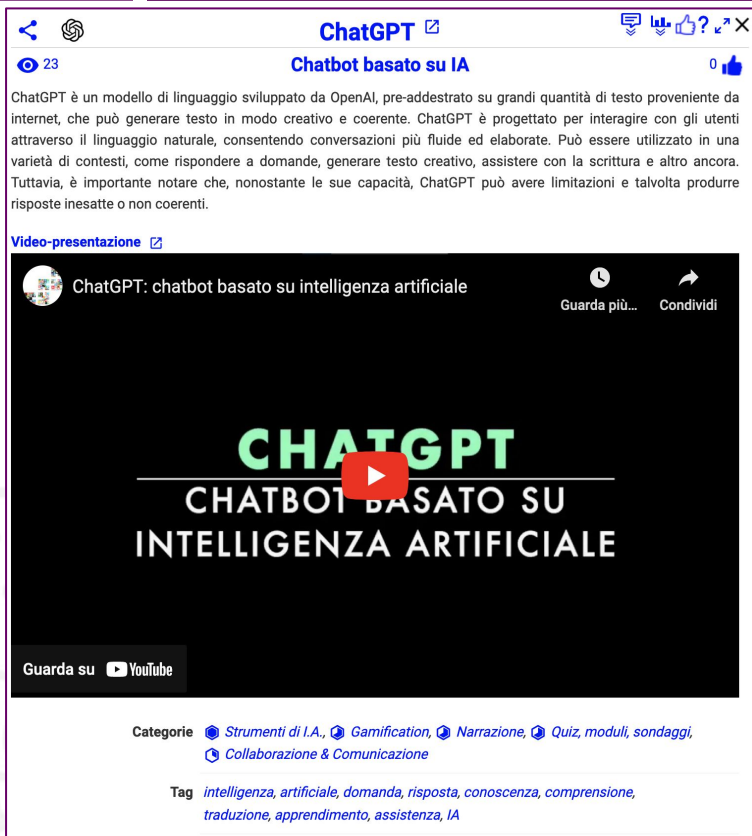 ChatGPT
?
23
Chatbot basato su IA
0
ChatGPT è un modello di linguaggio sviluppato da OpenAI, pre-addestrato su grandi quantità di testo proveniente da
internet, che può generare testo in modo creativo e coerente. ChatGPT è progettato per interagire con gli utenti
attraverso il linguaggio naturale, consentendo conversazioni più fluide ed elaborate. Può essere utilizzato in una
varietà di contesti, come rispondere a domande, generare testo creativo, assistere con la scrittura e altro ancora.
Tuttavia, è importante notare che, nonostante le sue capacità, ChatGPT può avere limitazioni e talvolta produrre
risposte inesatte o non coerenti.
Video-presentazione
ChatGPT: chatbot basato su intelligenza artificiale
Guarda più...
Condividi
CHATGPT
CHATBOT BASATO SU
INTELLIGENZA ARTIFICIALE
Guarda su YouTube
Categorie Strumenti di I.A., Gamification, Narrazione, Quiz, moduli, sondaggi,
Collaborazione & Comunicazione
Tag intelligenza, artificiale, domanda, risposta, conoscenza, comprensione,
traduzione, apprendimento, assistenza, IA